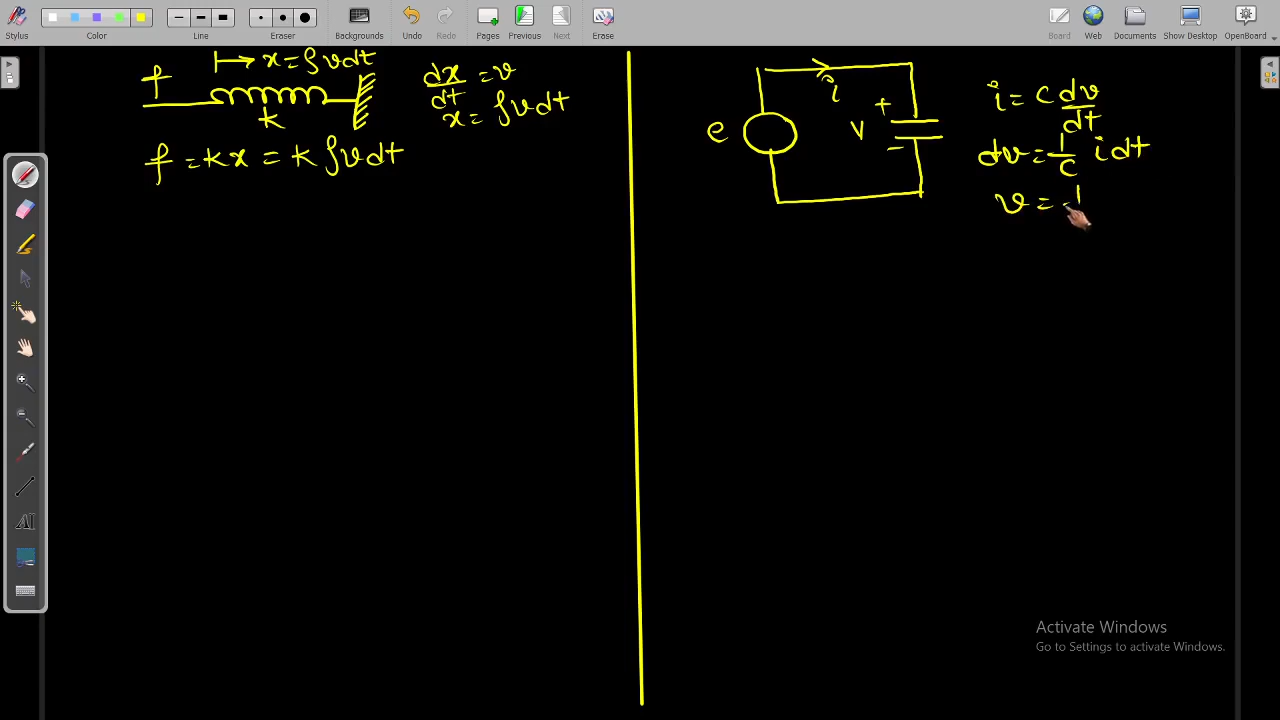 Stylus
Color
Line
Eraser
Backgrounds
Undo
Redo
Pages
Previous
Next
Erase
Board
Web
Documents
Show Desktop
OpenBoard
x = ∫v dt
f
k
dx/dt = v
x = ∫v dt
f = kx = k ∫v dt
i
e
+
V
-
i = C dv/dt
dv = 1/C i dt
v = 1
Activate Windows
Go to Settings to activate Windows.